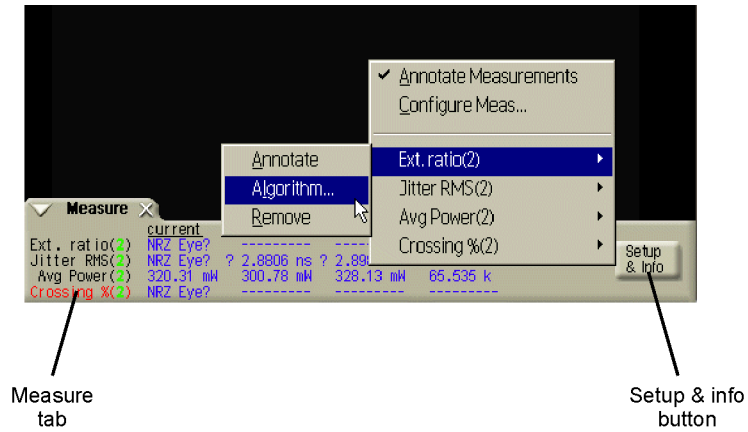 ✔ Annotate Measurements
Configure Meas...
Ext. ratio(2)
Jitter RMS(2)
Avg Power(2)
Crossing %(2)
Annotate
Algorithm...
Remove
Measure
current
Ext. ratio(2) NRZ Eye? --------- 
Jitter RMS(2) NRZ Eye? ? 2.8806 ns ?
Avg Power(2) 320.31 mW 300.78 mW 328.13 mW 65.535 k
Crossing %(2) NRZ Eye? --------- --------- ---------
Setup
& Info
Measure
tab
Setup & info
button